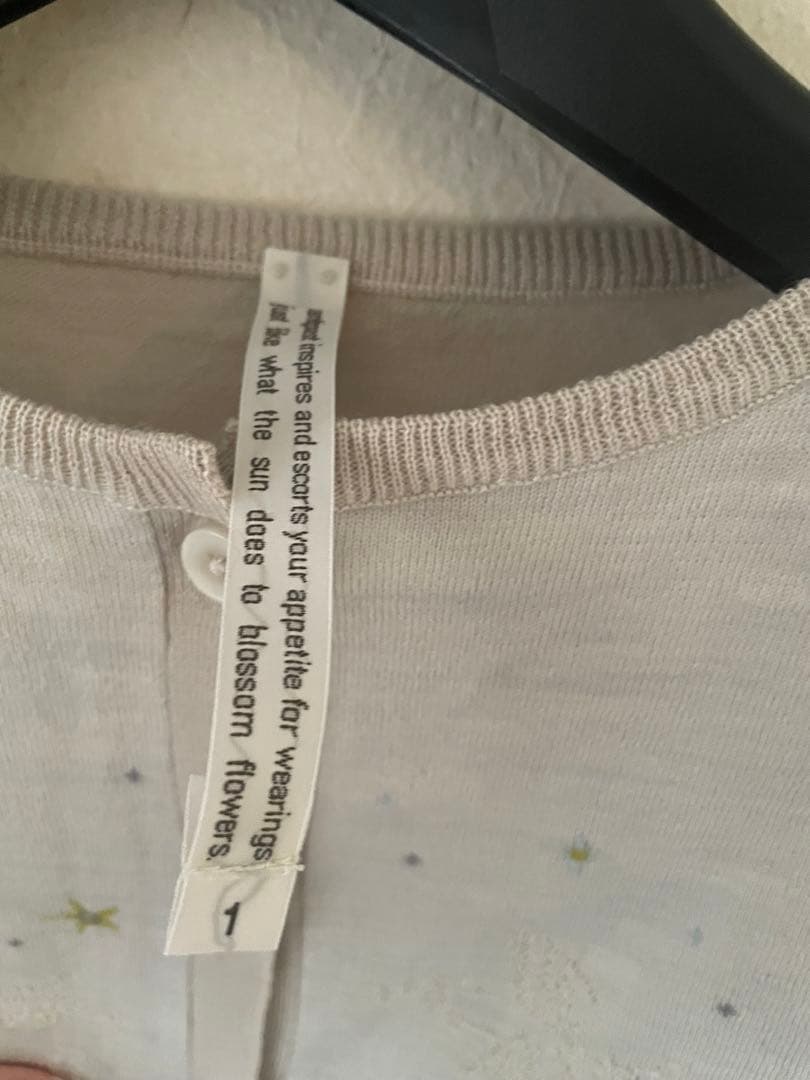 inspires and escorts your appetite for wearings
just like what the sun does to blossom flowers.
1